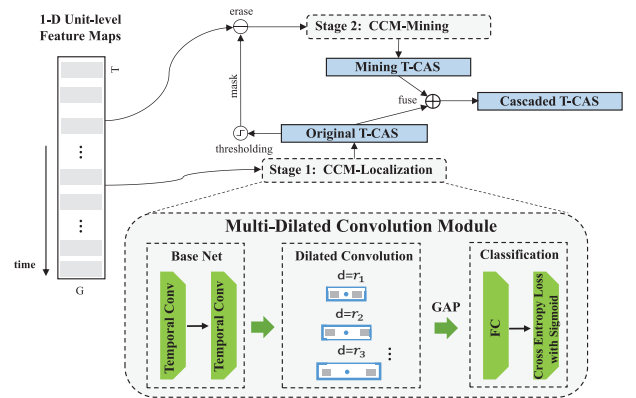 1-D Unit-level
Feature Maps
T
G
time
erase
mask
thresholding
Stage 2: CCM-Mining
Mining T-CAS
fuse
Cascaded T-CAS
Original T-CAS
Stage 1: CCM-Localization
Multi-Dilated Convolution Module
Base Net
Temporal Conv
Temporal Conv
Dilated Convolution
d=r1
d=r2
d=r3
GAP
Classification
FC
Cross Entropy Loss
with Sigmoid